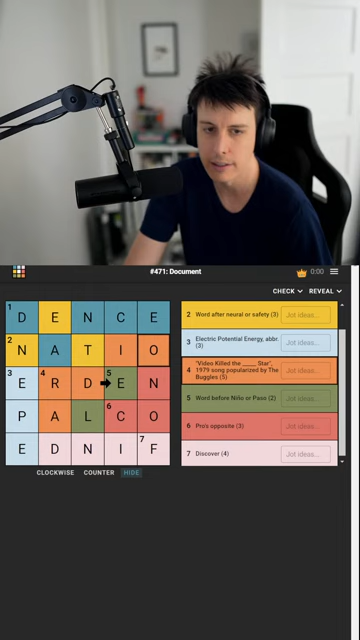 #471: Document
0:00
CHECK
REVEAL
1
D E N C E
2
N A T I O
3 4 5
E R D E N
6
P A L C O
7
E D N I F
CLOCKWISE COUNTER HIDE
2 Word after neural or safety (3) Jot ideas...
3 Electric Potential Energy, abbr. (3) Jot ideas...
4 "Video Killed the ____ Star", 1979 song popularized by The Buggles (5) Jot ideas...
5 Word before Niño or Paso (2) Jot ideas...
6 Pro's opposite (3) Jot ideas...
7 Discover (4) Jot ideas...